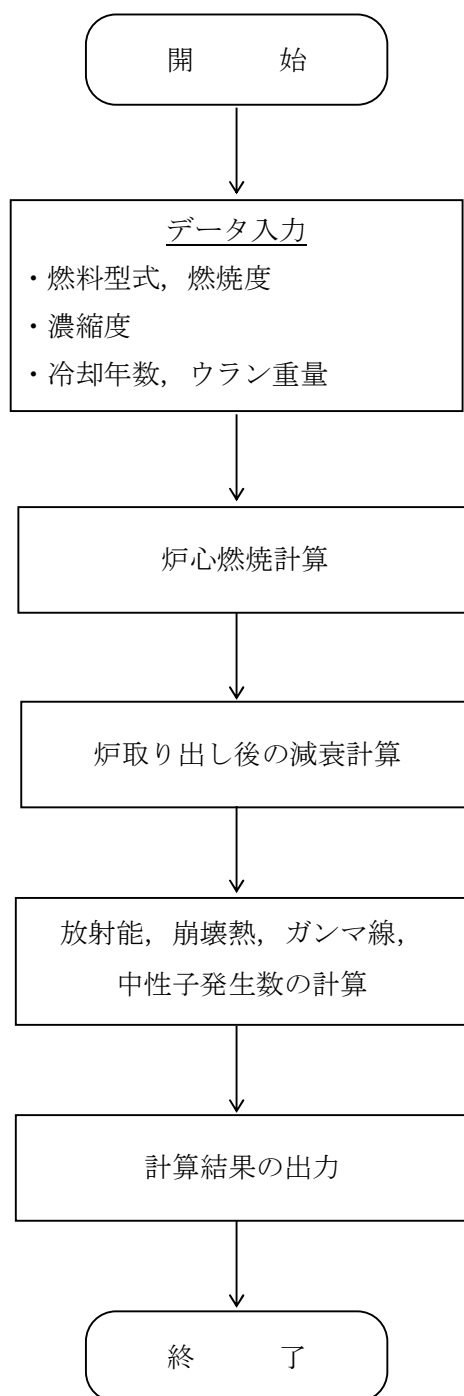 開　始
データ入力
・燃料型式，燃焼度
・濃縮度
・冷却年数，ウラン重量
炉心燃焼計算
炉取り出し後の減衰計算
放射能，崩壊熱，ガンマ線，
中性子発生数の計算
計算結果の出力
終　了